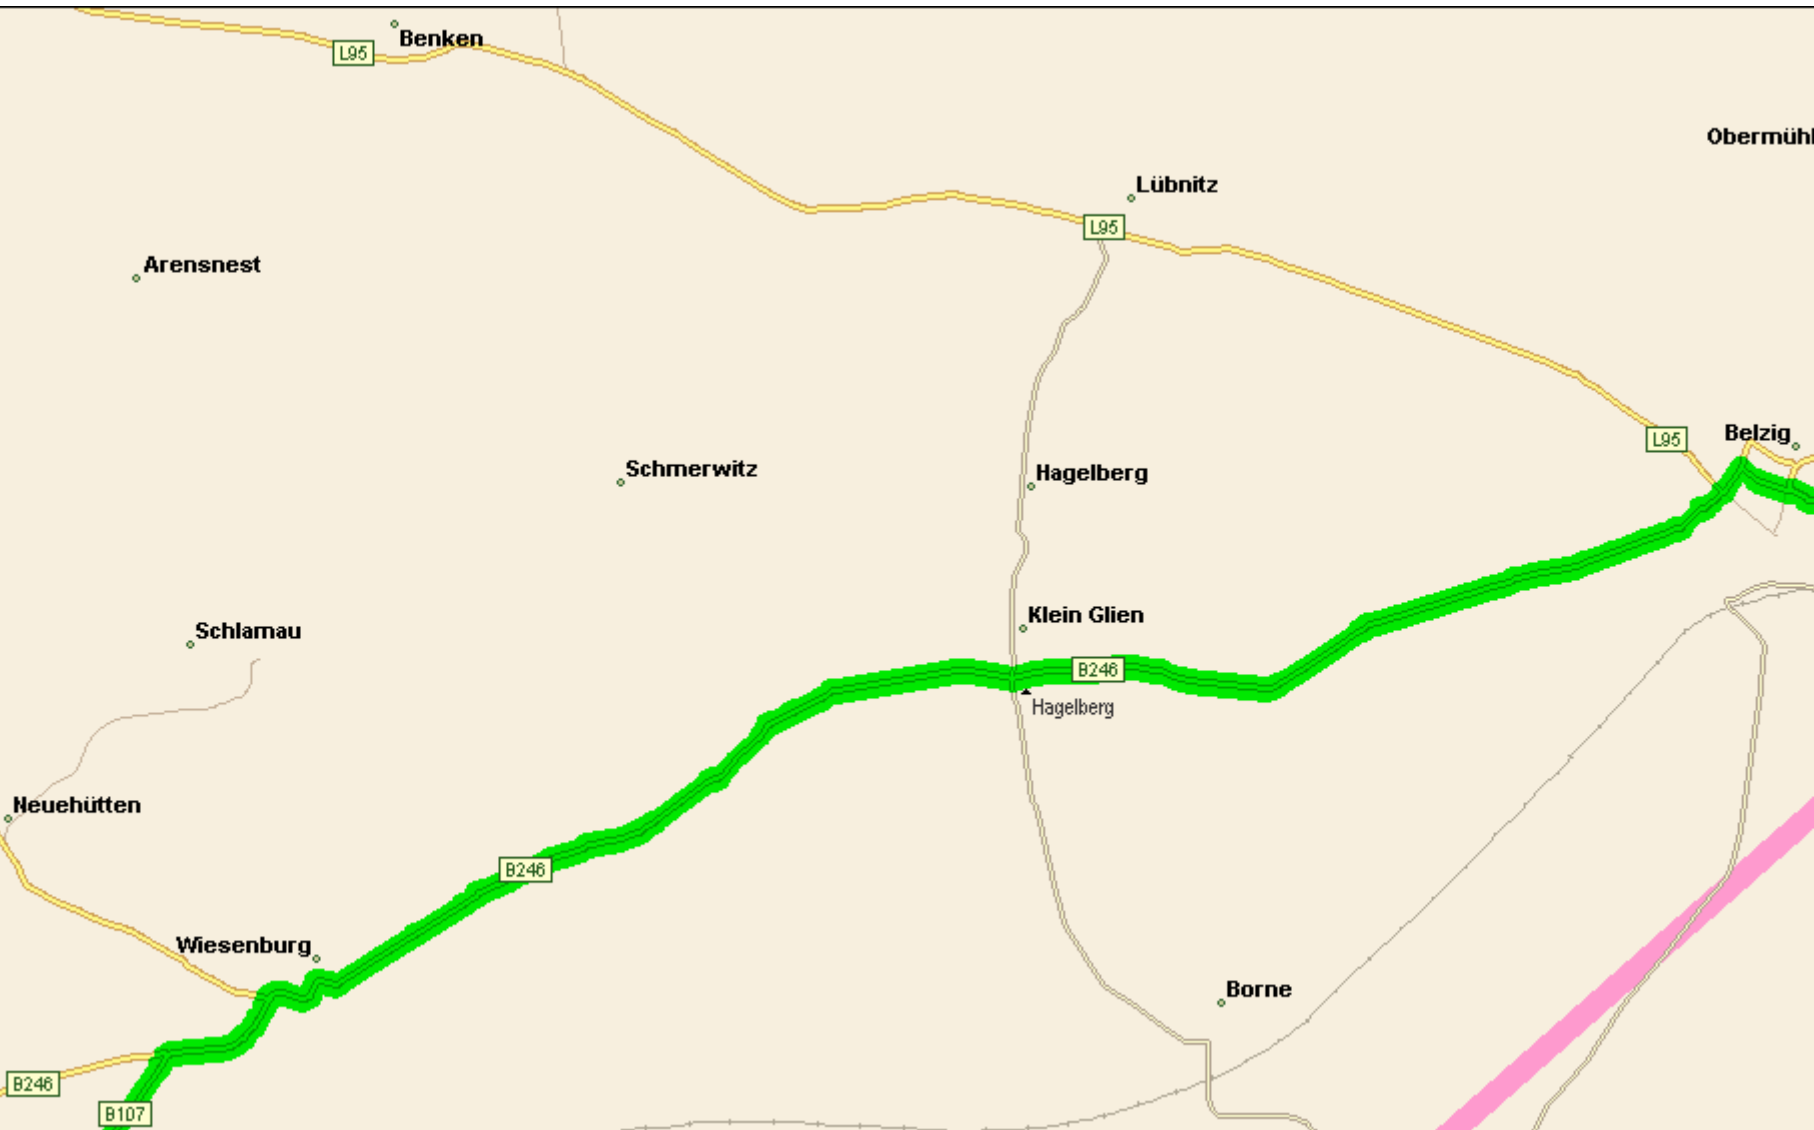 Benken
L95
Obermühl
Lübnitz
L95
Arensnest
Belzig
L95
Schmerwitz
Hagelberg
Klein Glien
Schlamau
B246
Hagelberg
Neuehütten
B246
Wiesenburg
Borne
B246
B107